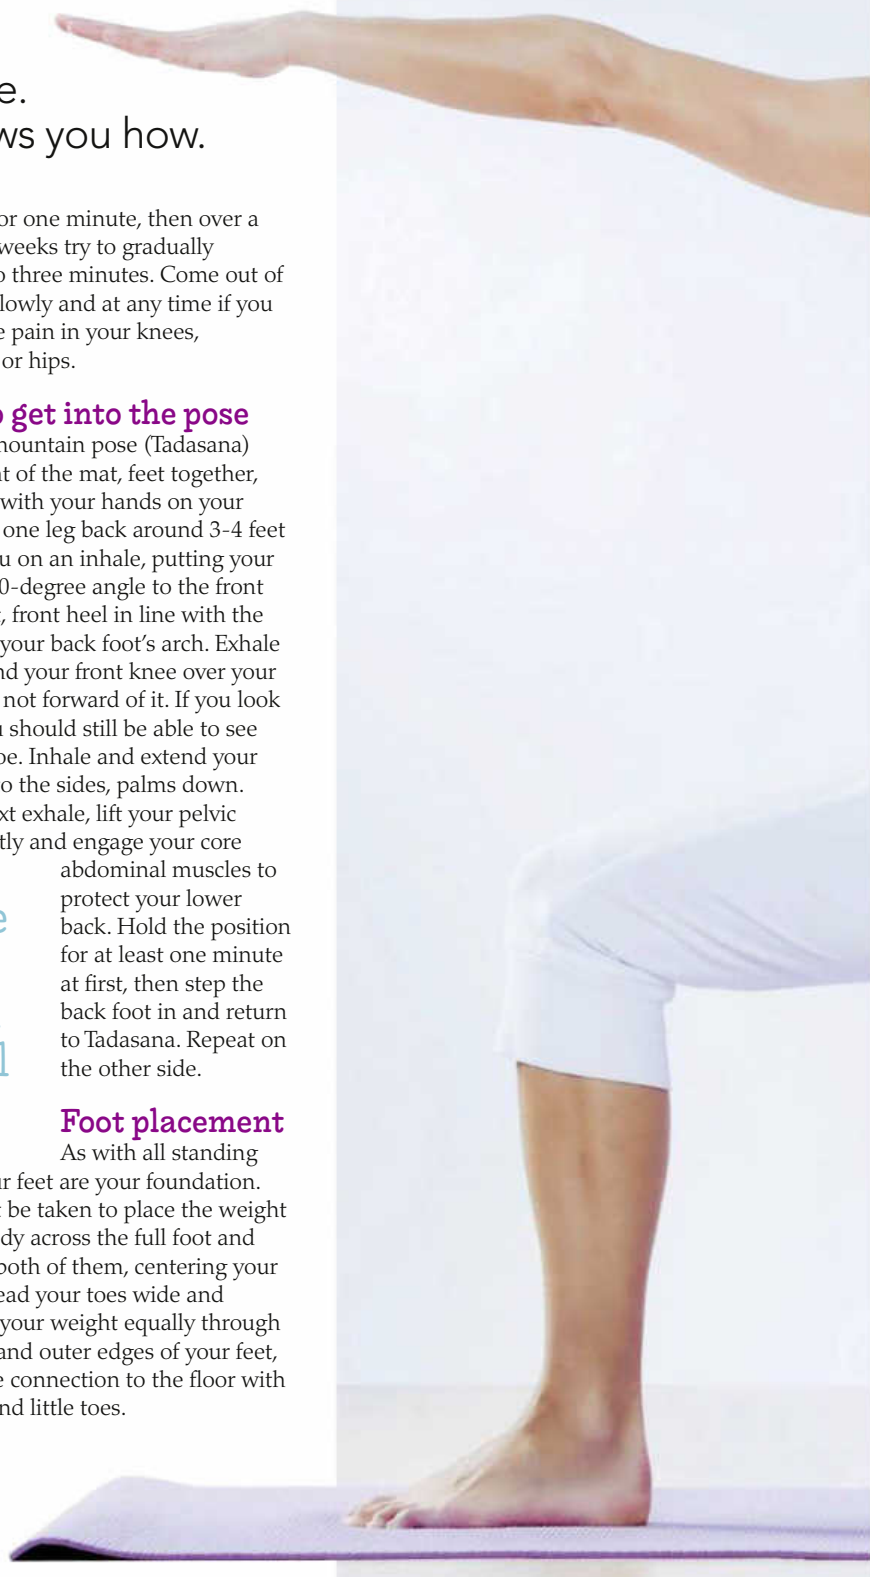 e.
ws you how.
or one minute, then over a
weeks try to gradually
o three minutes. Come out of
lowly and at any time if you
e pain in your knees,
or hips.
o get into the pose
mountain pose (Tadasana)
t of the mat, feet together,
with your hands on your
one leg back around 3-4 feet
u on an inhale, putting your
0-degree angle to the front
, front heel in line with the
your back foot's arch. Exhale
nd your front knee over your
not forward of it. If you look
u should still be able to see
oe. Inhale and extend your
o the sides, palms down.
xt exhale, lift your pelvic
tly and engage your core
abdominal muscles to
protect your lower
back. Hold the position
for at least one minute
at first, then step the
back foot in and return
to Tadasana. Repeat on
the other side.
e
l
Foot placement
As with all standing
ur feet are your foundation.
t be taken to place the weight
dy across the full foot and
both of them, centering your
ead your toes wide and
your weight equally through
and outer edges of your feet,
e connection to the floor with
nd little toes.